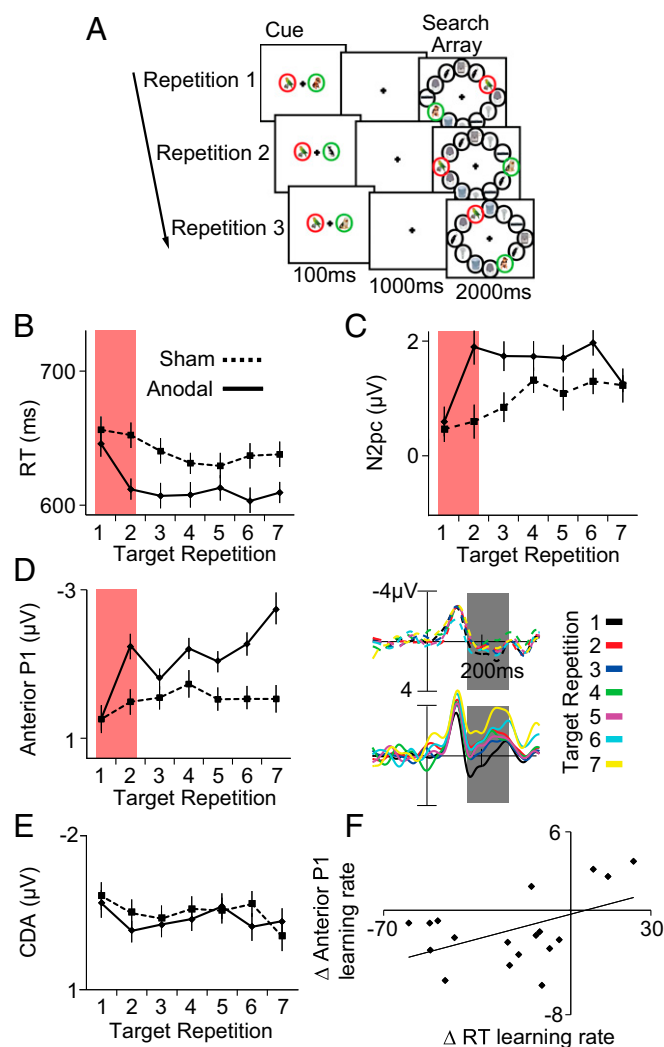 A
Cue
Search
Array
Repetition 1
Repetition 2
Repetition 3
100ms
1000ms
2000ms
B
700
Sham
Anodal
RT (ms)
600
1 2 3 4 5 6 7
Target Repetition
C
2
N2pc (µV)
0
1 2 3 4 5 6 7
Target Repetition
D
-3
Anterior P1 (µV)
1
1 2 3 4 5 6 7
Target Repetition
-4µV
200ms
4
Target Repetition
1
2
3
4
5
6
7
E
-2
CDA (µV)
1
1 2 3 4 5 6 7
Target Repetition
F
6
Δ Anterior P1
learning rate
-70
30
-8
Δ RT learning rate